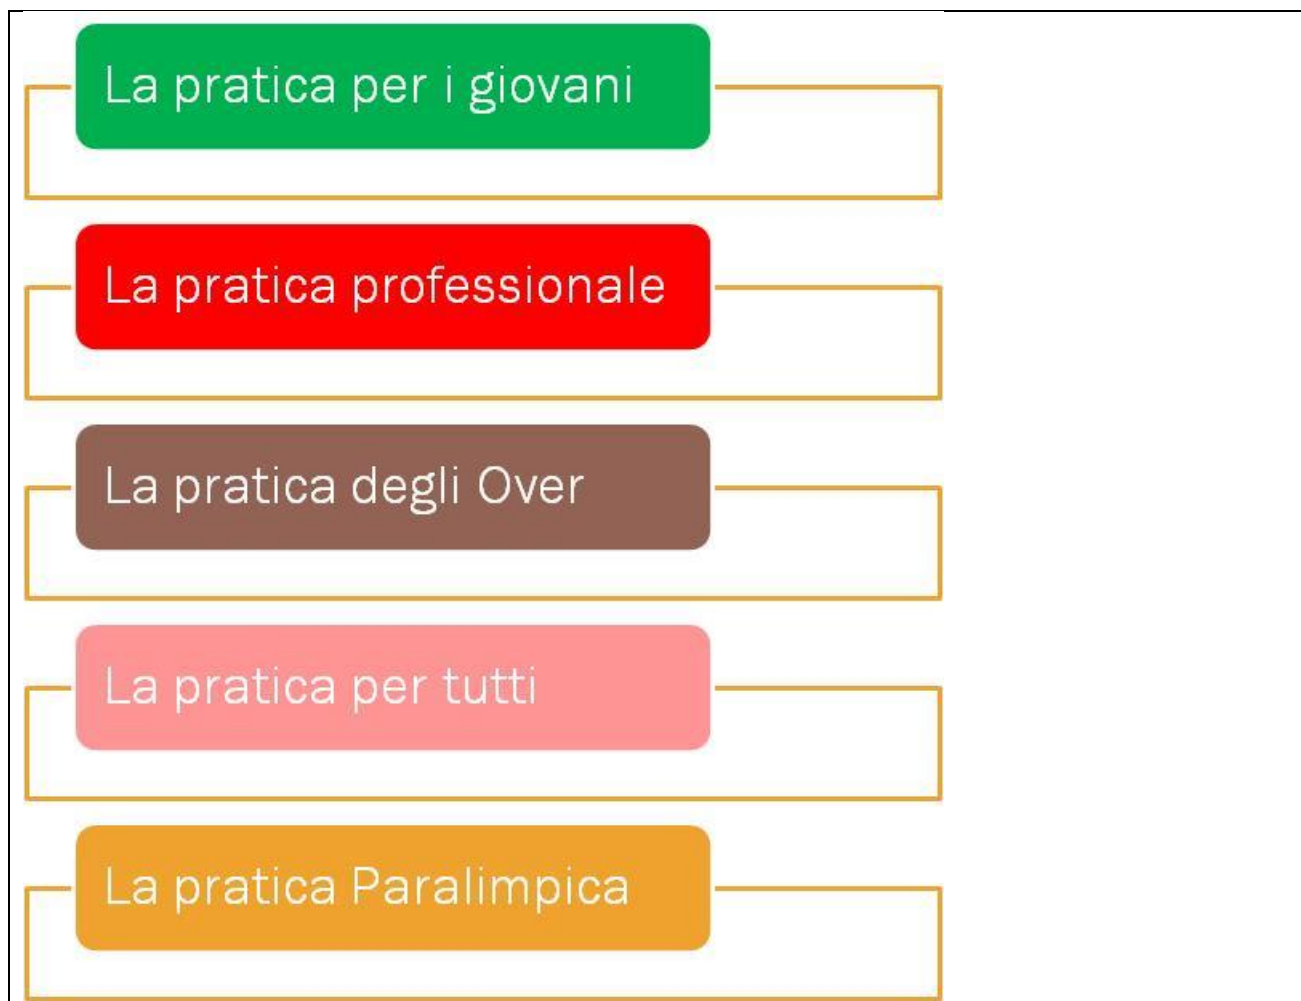 La pratica per i giovani
La pratica professionale
La pratica degli Over
La pratica per tutti
La pratica Paralimpica